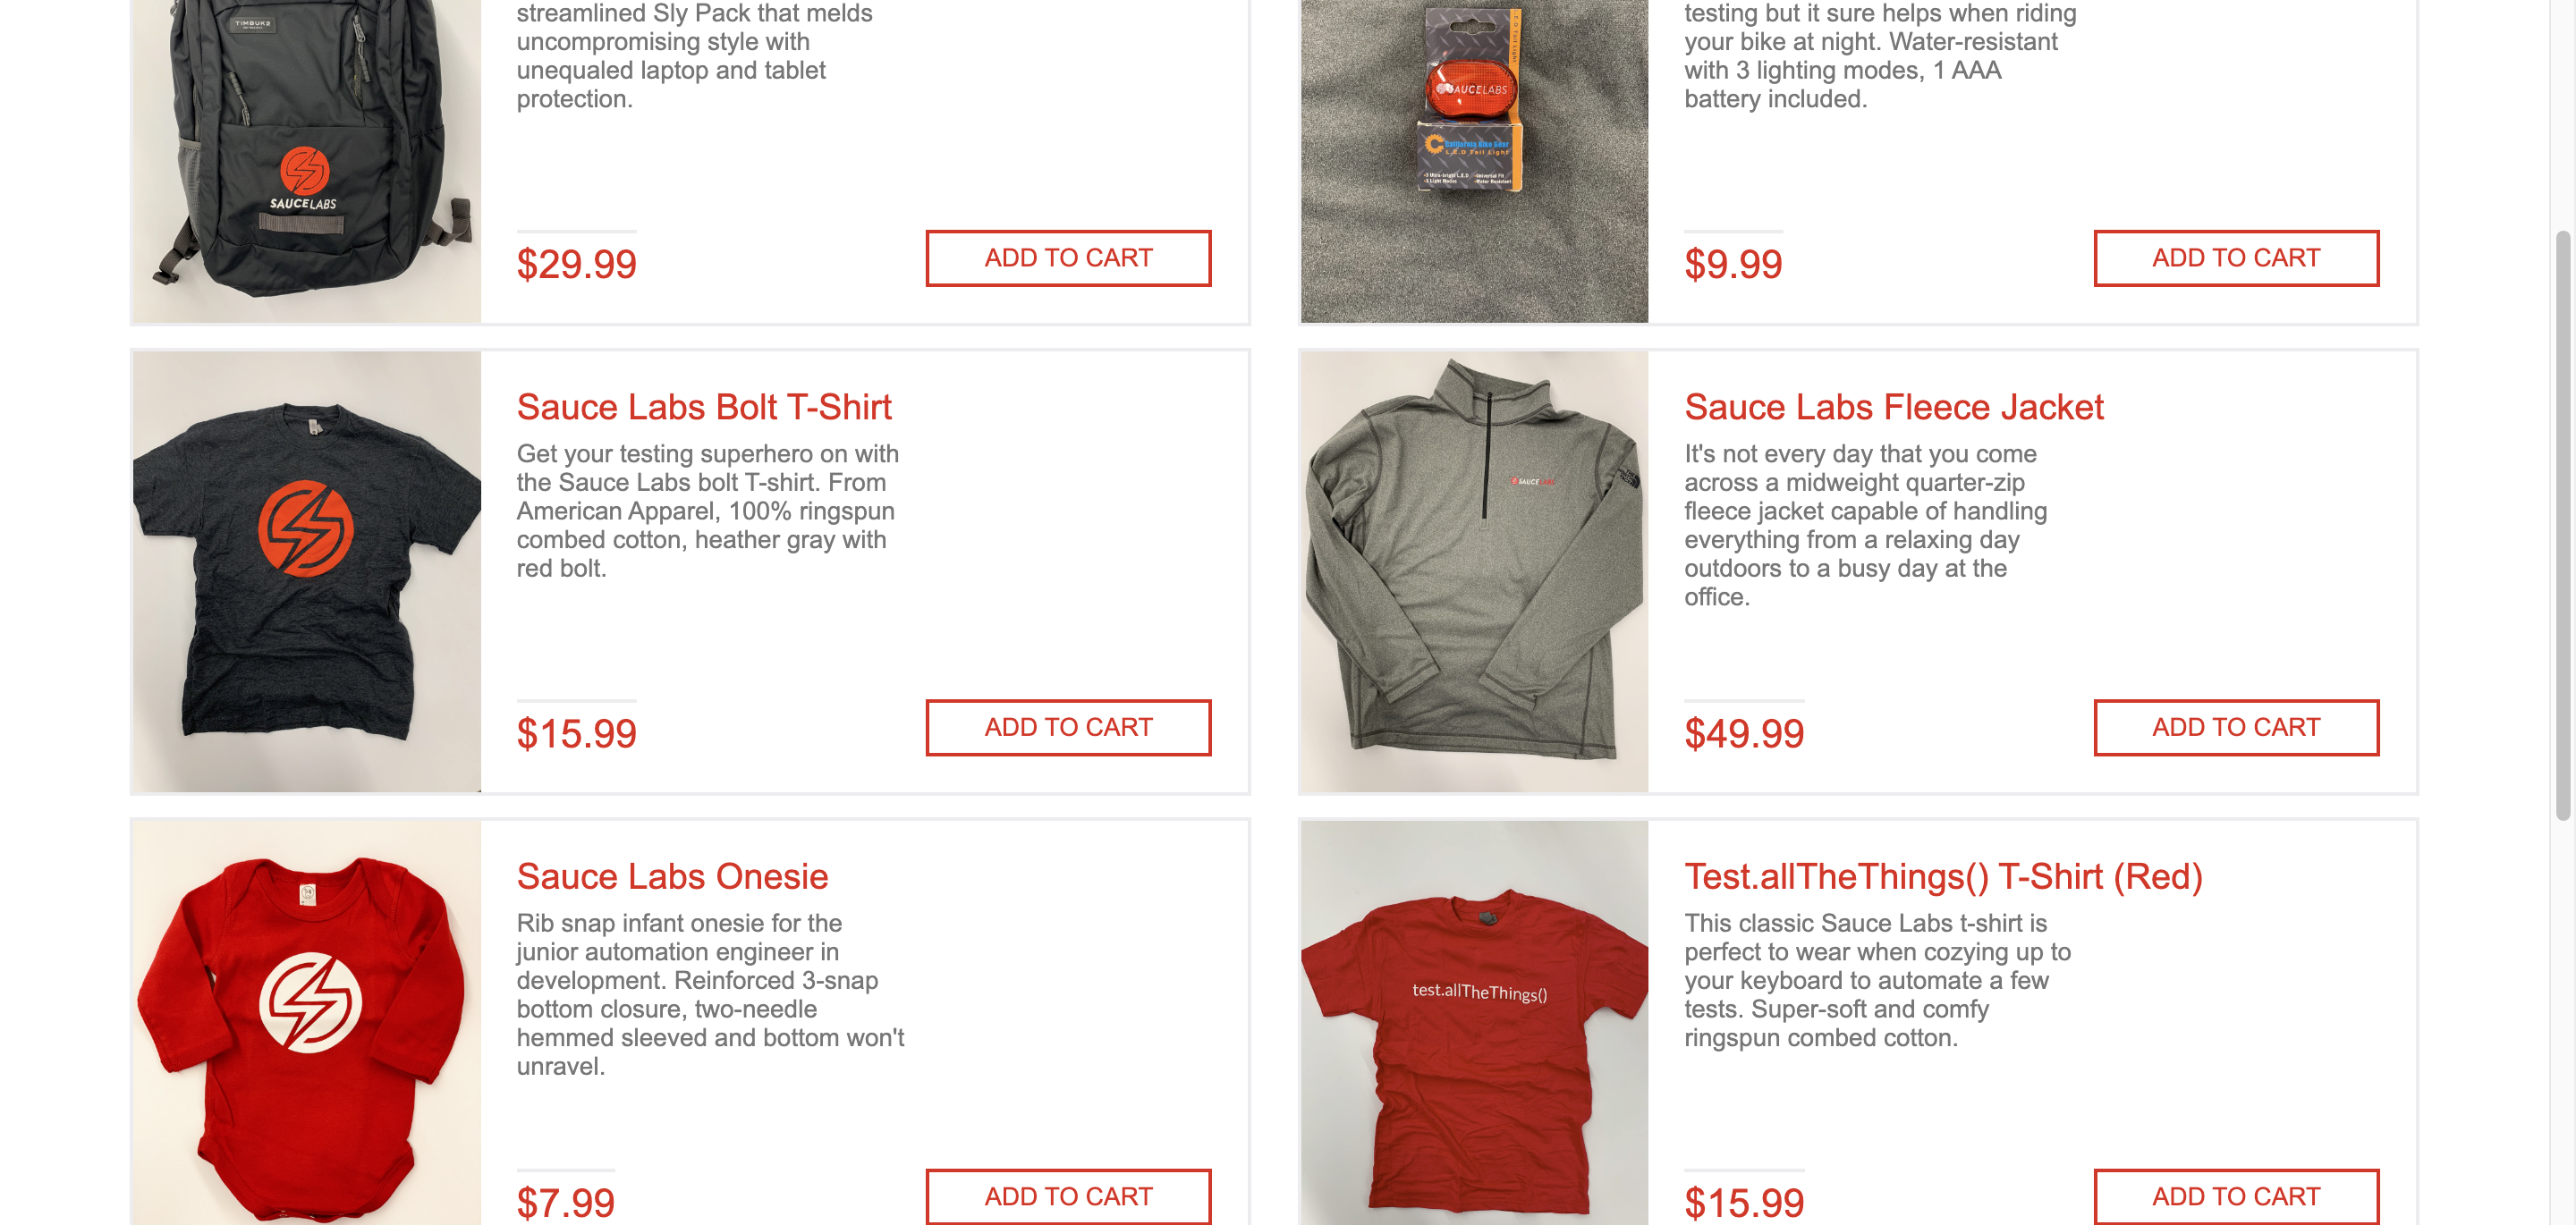 TIMBUK2
SAUCELABS
streamlined Sly Pack that melds
uncompromising style with
unequaled laptop and tablet
protection.
$29.99
ADD TO CART
SAUCELABS
California Bike Gear
L.E.D Tail Light
testing but it sure helps when riding
your bike at night. Water-resistant
with 3 lighting modes, 1 AAA
battery included.
$9.99
ADD TO CART
Sauce Labs Bolt T-Shirt
Get your testing superhero on with
the Sauce Labs bolt T-shirt. From
American Apparel, 100% ringspun
combed cotton, heather gray with
red bolt.
$15.99
ADD TO CART
SAUCELABS
Sauce Labs Fleece Jacket
It's not every day that you come
across a midweight quarter-zip
fleece jacket capable of handling
everything from a relaxing day
outdoors to a busy day at the
office.
$49.99
ADD TO CART
Sauce Labs Onesie
Rib snap infant onesie for the
junior automation engineer in
development. Reinforced 3-snap
bottom closure, two-needle
hemmed sleeved and bottom won't
unravel.
$7.99
ADD TO CART
test.allTheThings()
Test.allTheThings() T-Shirt (Red)
This classic Sauce Labs t-shirt is
perfect to wear when cozying up to
your keyboard to automate a few
tests. Super-soft and comfy
ringspun combed cotton.
$15.99
ADD TO CART